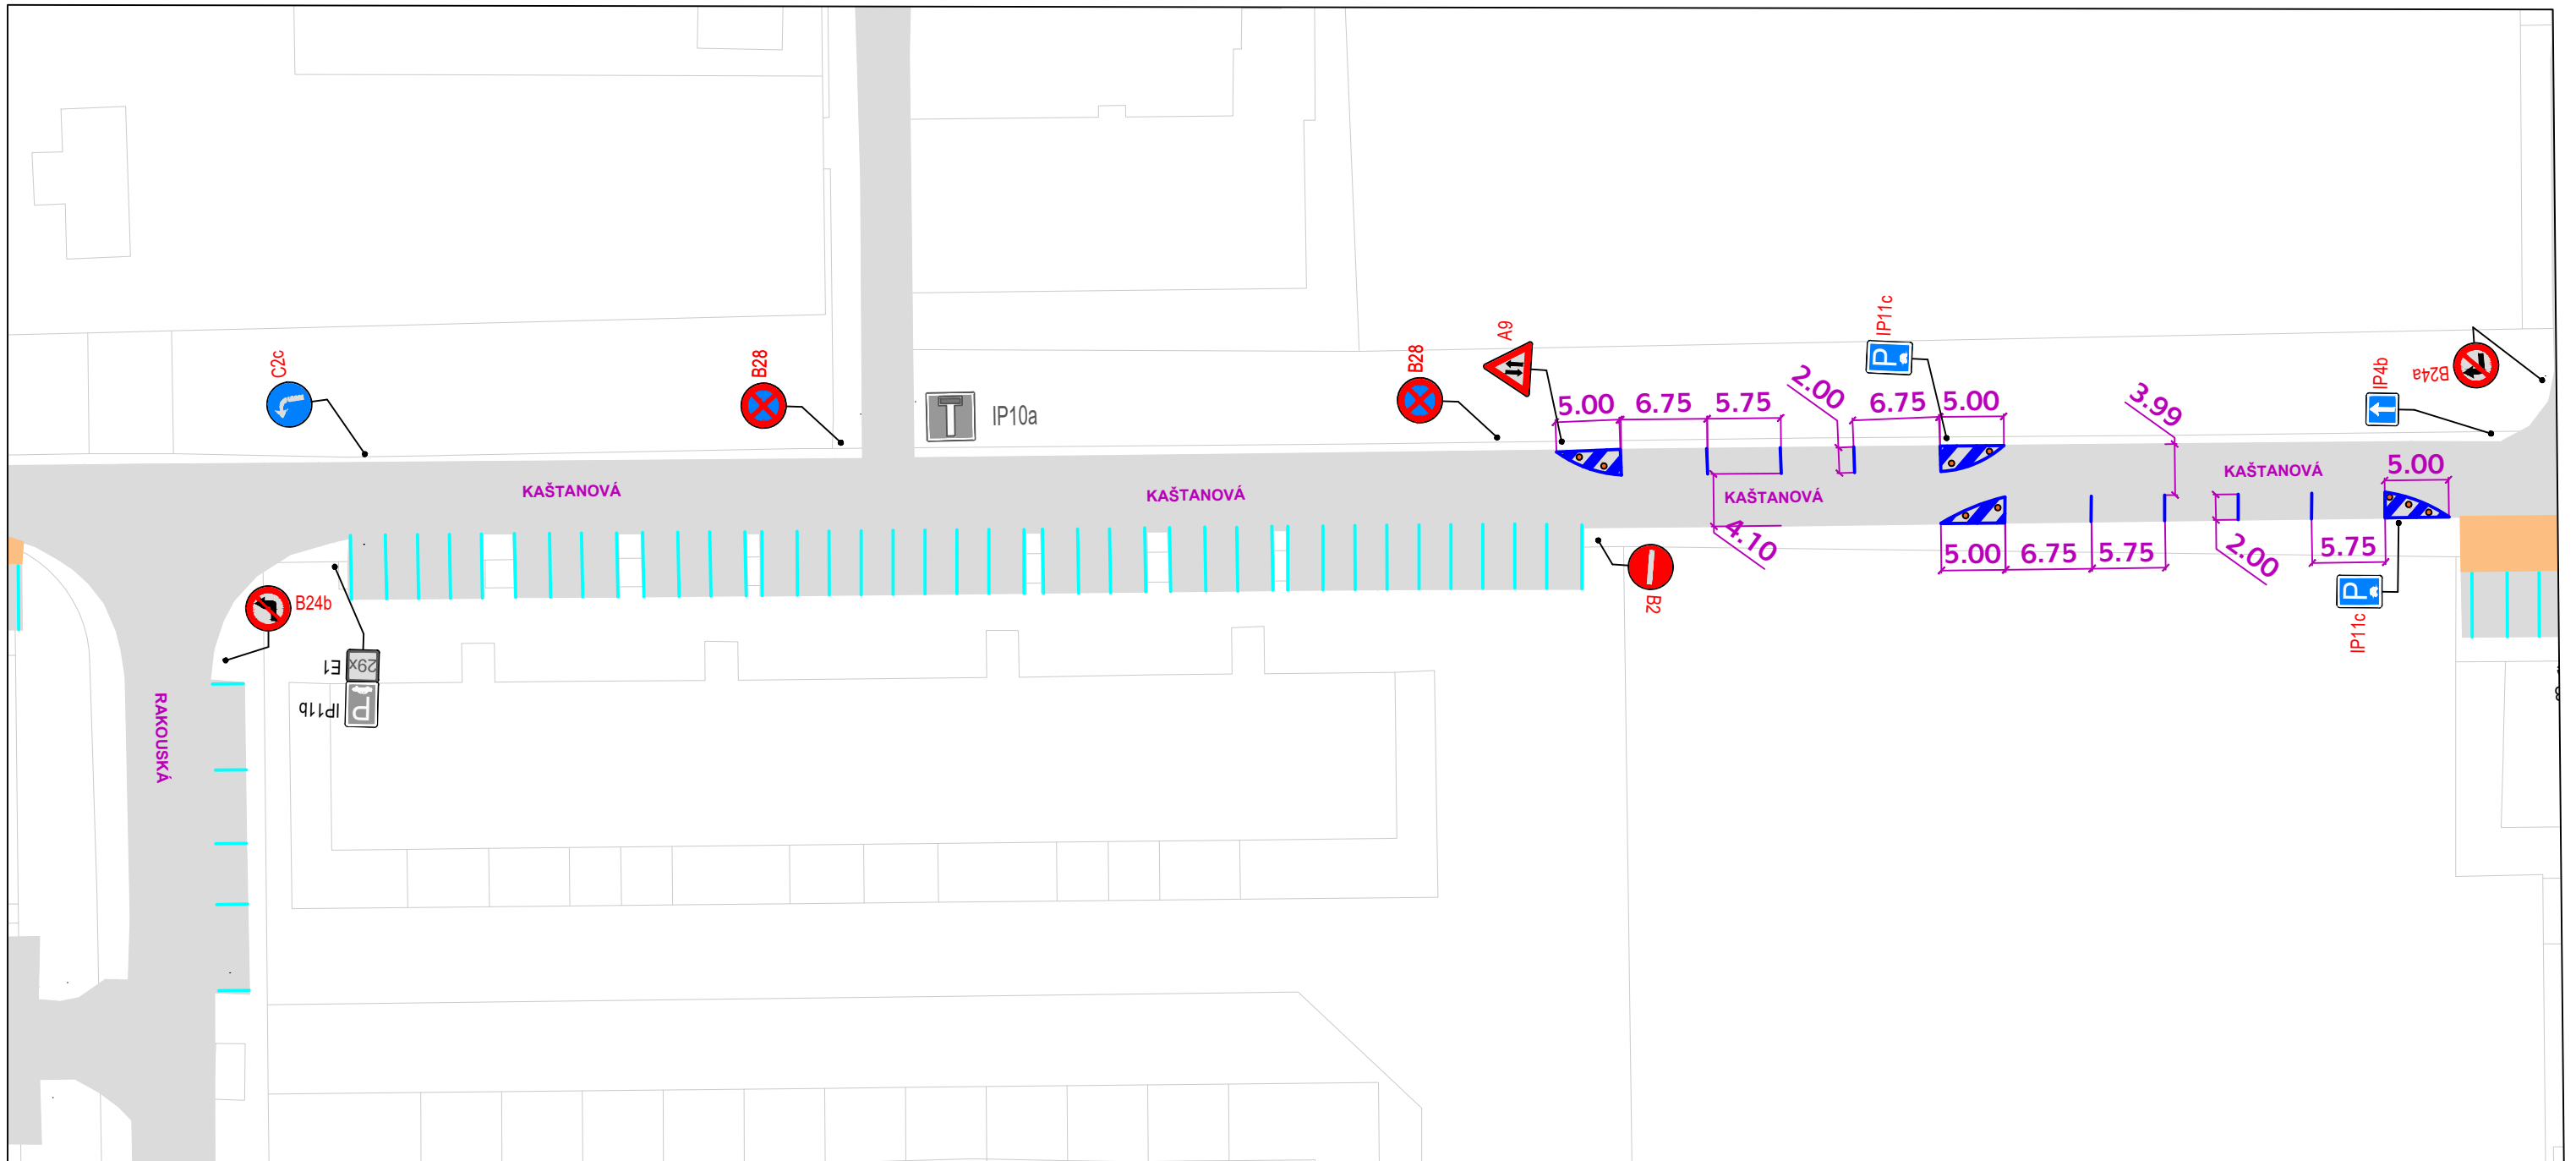 C2c
B28
IP10a
B28
A9
IP11c
P
IP4b
B24a
5.00
6.75
5.75
2.00
6.75
5.00
3.99
5.00
KAŠTANOVÁ
KAŠTANOVÁ
KAŠTANOVÁ
KAŠTANOVÁ
4.10
5.00
6.75
5.75
2.00
5.75
B2
P
IP11c
B24b
29x
E1
P
IP11b
RAKOUSKÁ